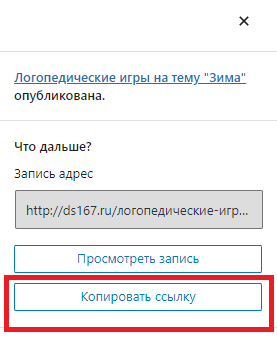 Логопедические игры на тему "Зима"
опубликована.
Что дальше?
Запись адрес
http://ds167.ru/логопедические-игр...
Просмотреть запись
Копировать ссылку